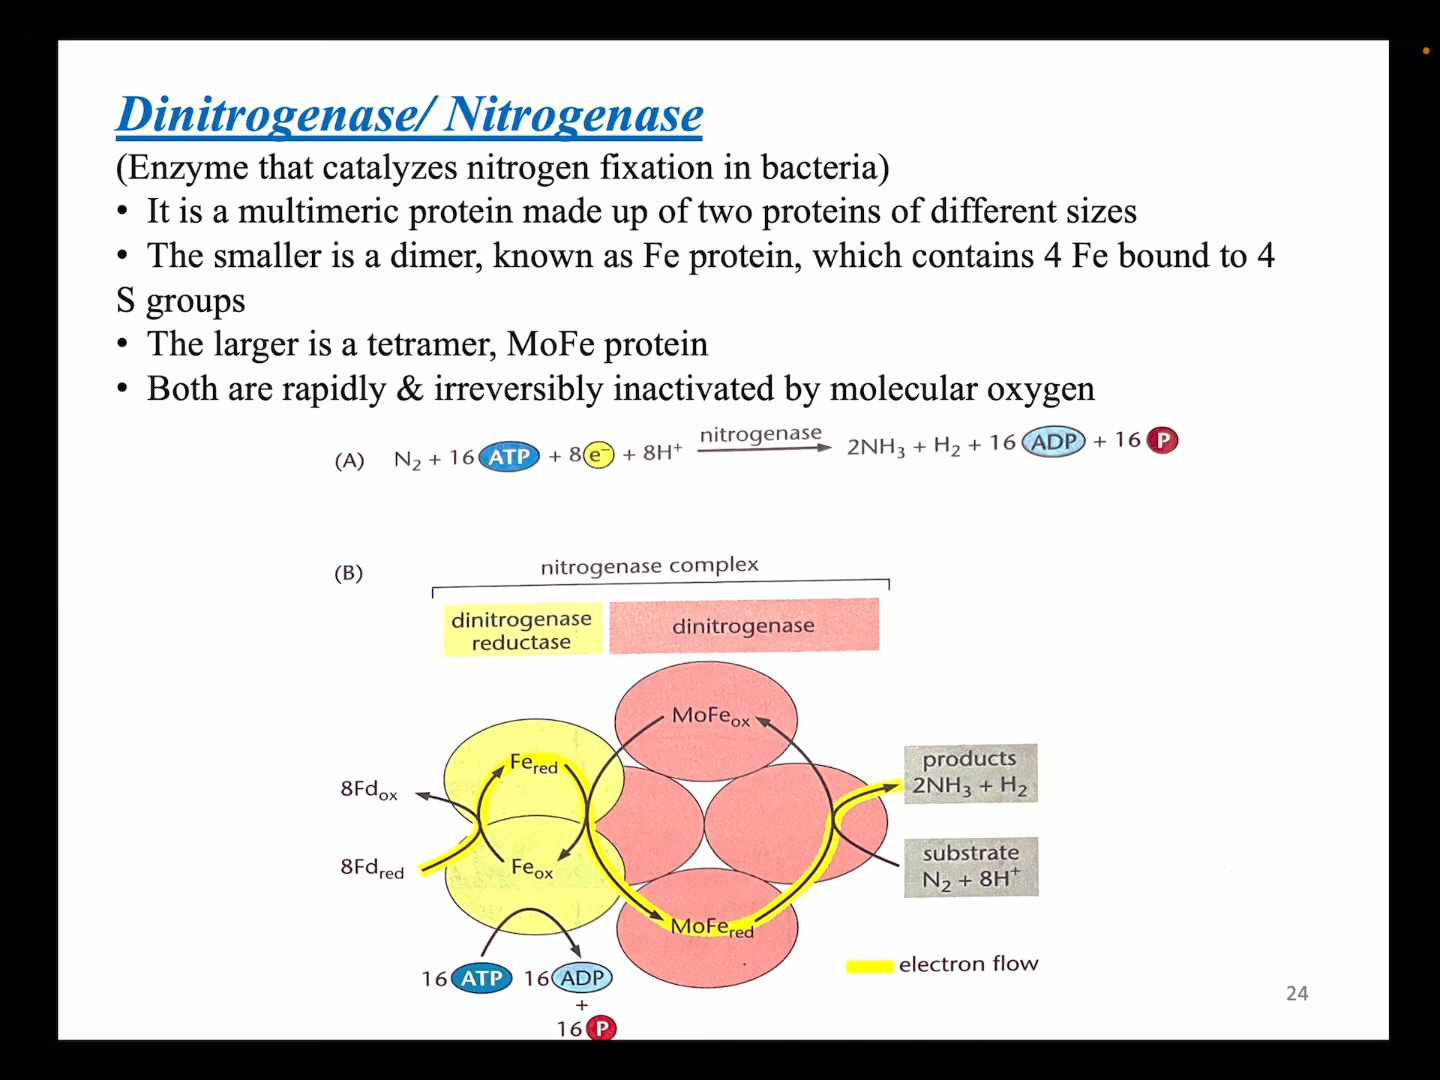 Dinitrogenase/ Nitrogenase
(Enzyme that catalyzes nitrogen fixation in bacteria)
• It is a multimeric protein made up of two proteins of different sizes
• The smaller is a dimer, known as Fe protein, which contains 4 Fe bound to 4
S groups
• The larger is a tetramer, MoFe protein
• Both are rapidly & irreversibly inactivated by molecular oxygen
(A) N₂ + 16 ATP + 8 e⁻ + 8H⁺ nitrogenase 2NH₃ + H₂ + 16 ADP + 16 P
(B) nitrogenase complex
dinitrogenase
reductase
dinitrogenase
MoFeox
Fered
8Fdox
products
2NH₃ + H₂
8Fdred
Feox
substrate
N₂ + 8H⁺
MoFered
electron flow
16 ATP 16 ADP
+
16 P
24